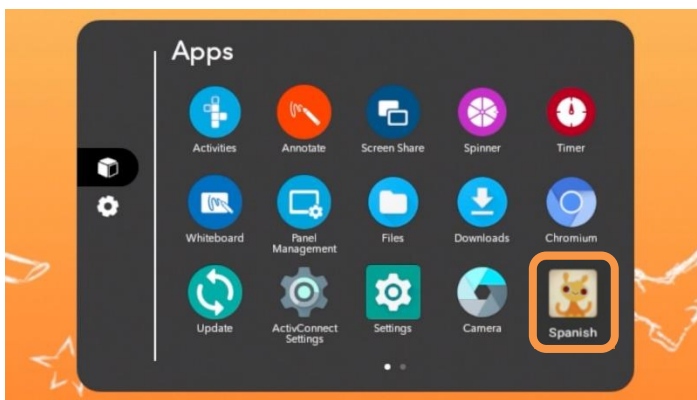 Apps
Activities
Annotate
Screen Share
Spinner
Timer
Whiteboard
Panel
Management
Files
Downloads
Chromium
Update
ActivConnect
Settings
Settings
Camera
Spanish